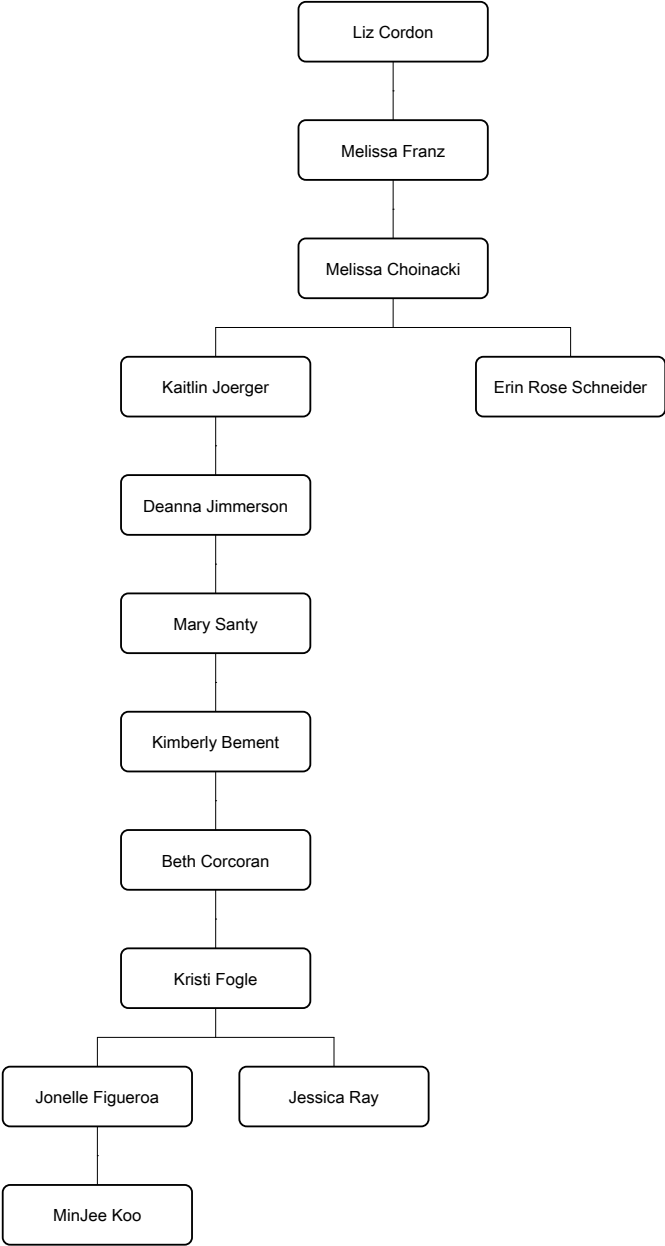 Liz Cordon
Melissa Franz
Melissa Choinacki
Kaitlin Joerger
Erin Rose Schneider
Deanna Jimmerson
Mary Santy
Kimberly Bement
Beth Corcoran
Kristi Fogle
Jonelle Figueroa
Jessica Ray
MinJee Koo